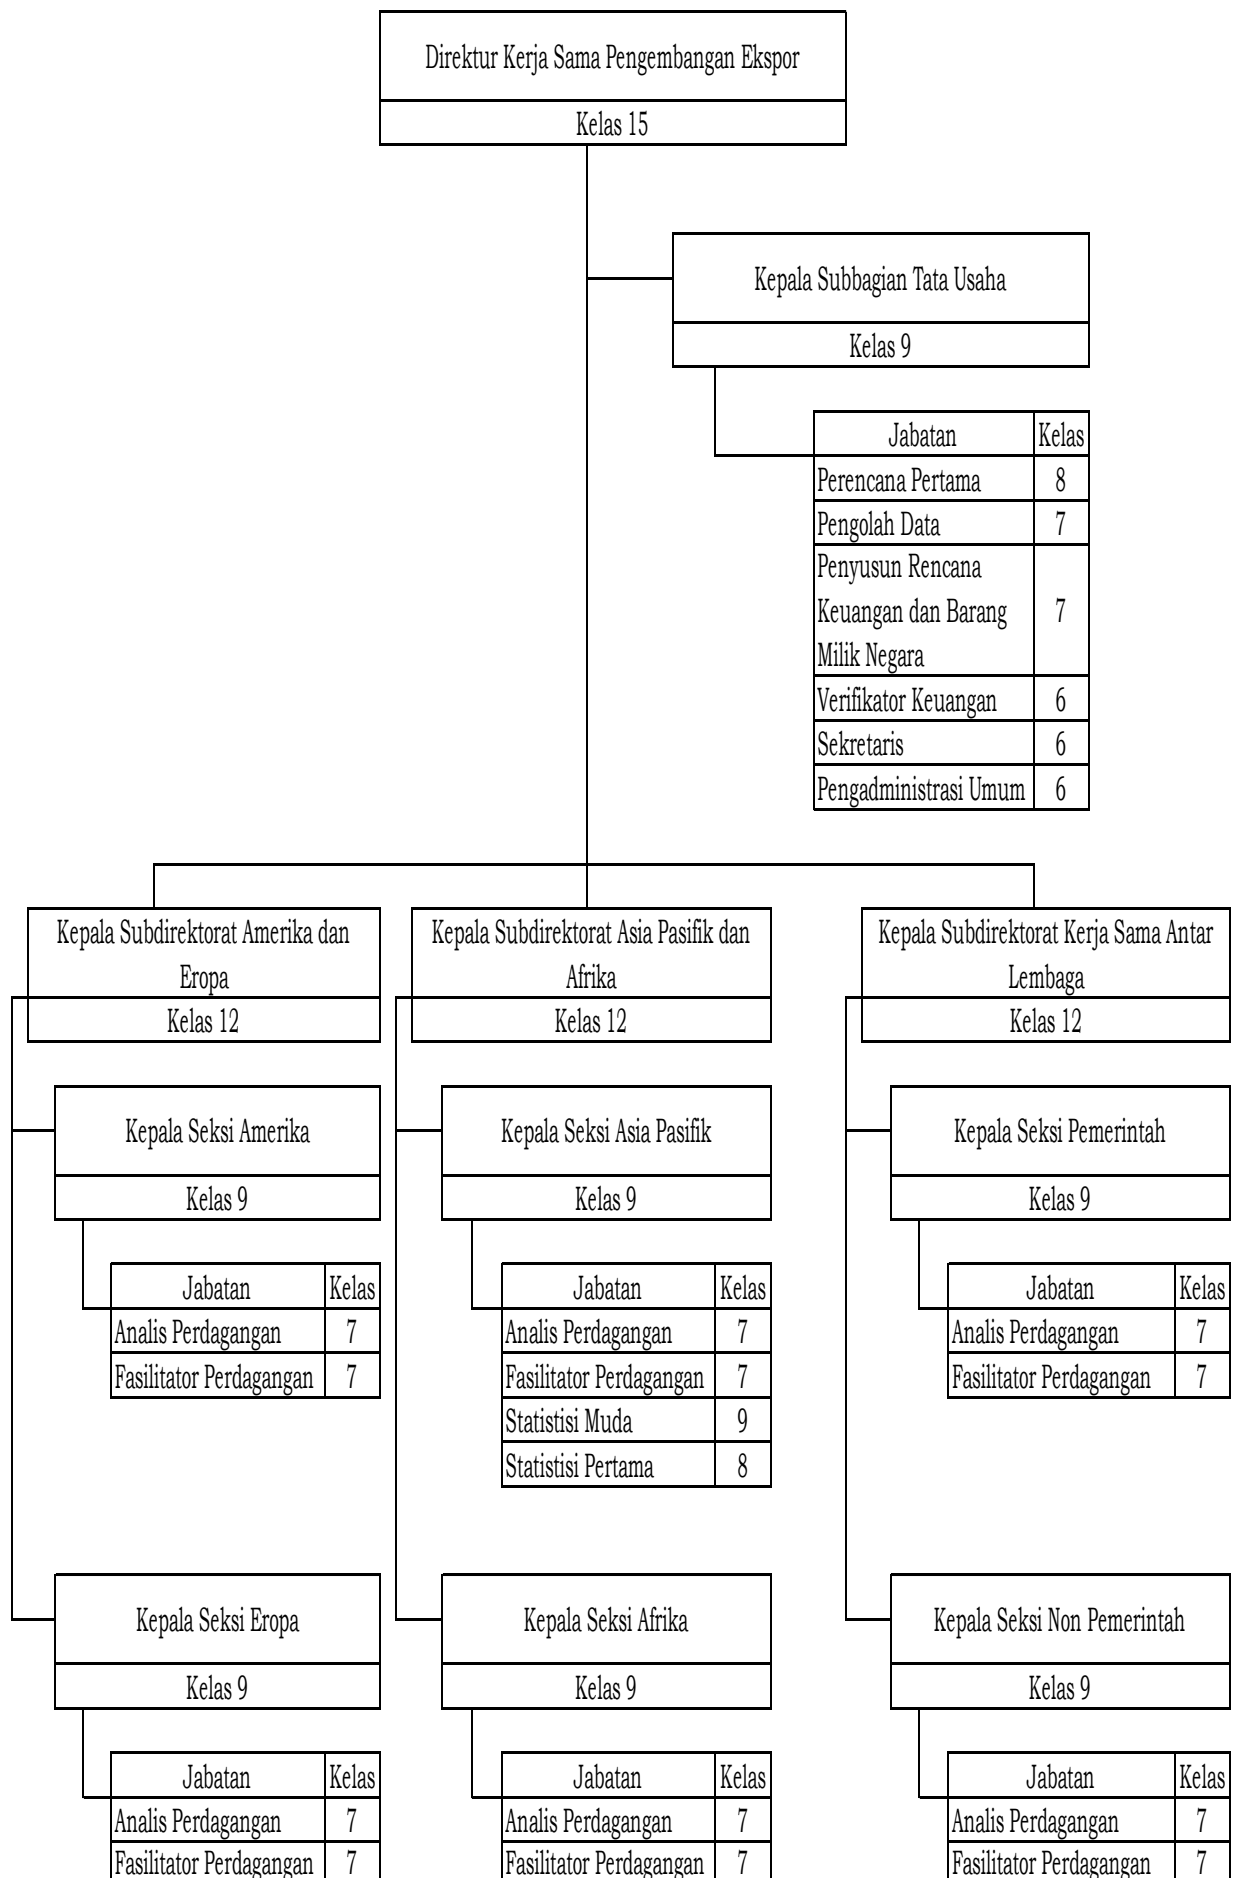 Direktur Kerja Sama Pengembangan Ekspor
Kelas 15
Kepala Subbagian Tata Usaha
Kelas 9
Jabatan Kelas
Perencana Pertama 8
Pengolah Data 7
Penyusun Rencana
Keuangan dan Barang 7
Milik Negara
Verifikator Keuangan 6
Sekretaris 6
Pengadministrasi Umum 6
Kepala Subdirektorat Amerika dan
Eropa
Kelas 12
Kepala Seksi Amerika
Kelas 9
Jabatan Kelas
Analis Perdagangan 7
Fasilitator Perdagangan 7
Kepala Seksi Eropa
Kelas 9
Jabatan Kelas
Analis Perdagangan 7
Fasilitator Perdagangan 7
Kepala Subdirektorat Asia Pasifik dan
Afrika
Kelas 12
Kepala Seksi Asia Pasifik
Kelas 9
Jabatan Kelas
Analis Perdagangan 7
Fasilitator Perdagangan 7
Statistisi Muda 9
Statistisi Pertama 8
Kepala Seksi Afrika
Kelas 9
Jabatan Kelas
Analis Perdagangan 7
Fasilitator Perdagangan 7
Kepala Subdirektorat Kerja Sama Antar
Lembaga
Kelas 12
Kepala Seksi Pemerintah
Kelas 9
Jabatan Kelas
Analis Perdagangan 7
Fasilitator Perdagangan 7
Kepala Seksi Non Pemerintah
Kelas 9
Jabatan Kelas
Analis Perdagangan 7
Fasilitator Perdagangan 7